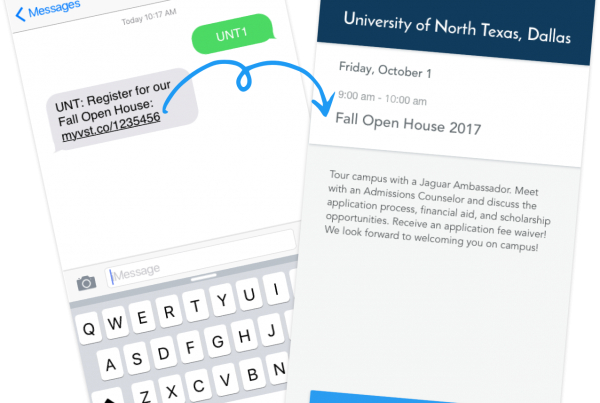 Messages
Today 10:17 AM
UNT1
UNT: Register for our
Fall Open House:
myvst.co/1235456
Message
Q W E R T Y U I
A S D F G H J
Z X C V B N
University of North Texas, Dallas
Friday, October 1
9:00 am - 10:00 am
Fall Open House 2017
Tour campus with a Jaguar Ambassador. Meet
with an Admissions Counselor and discuss the
application process, financial aid, and scholarship
opportunities. Receive an application fee waiver!
We look forward to welcoming you on campus!